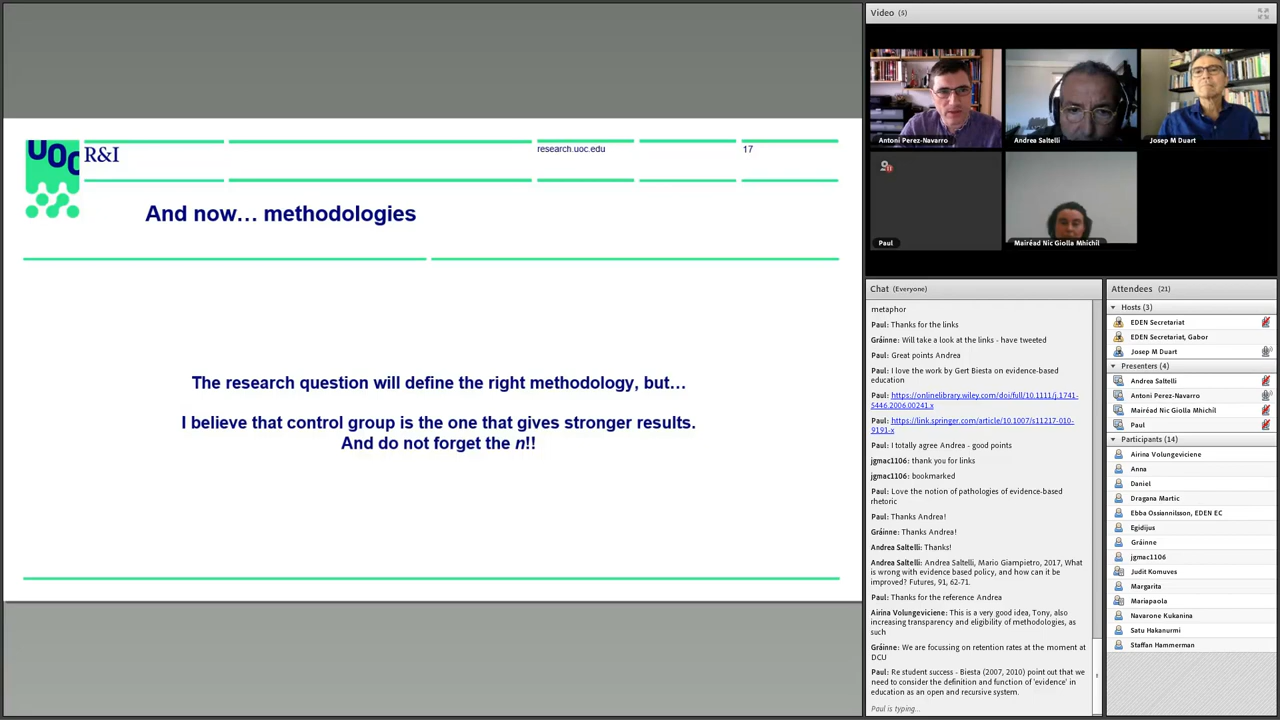 UOC
R&I
research.uoc.edu
17
And now… methodologies
The research question will define the right methodology, but…
I believe that control group is the one that gives stronger results.
And do not forget the n!!
Video (5)
Antoni Perez-Navarro
Andrea Saltelli
Josep M Duart
Paul
Mairéad Nic Giolla Mhichíl
Chat (Everyone)
metaphor
Paul: Thanks for the links
Gráinne: Will take a look at the links - have tweeted
Paul: Great points Andrea
Paul: I love the work by Gert Biesta on evidence-based
education
Paul: https://onlinelibrary.wiley.com/doi/full/10.1111/j.1741-
5446.2006.00241.x
Paul: https://link.springer.com/article/10.1007/s11217-010-
9191-x
Paul: I totally agree Andrea - good points
jgmac1106: thank you for links
jgmac1106: bookmarked
Paul: Love the notion of pathologies of evidence-based
rhetoric
Paul: Thanks Andrea!
Gráinne: Thanks Andrea!
Andrea Saltelli: Thanks!
Andrea Saltelli: Andrea Saltelli, Mario Giampietro, 2017, What
is wrong with evidence based policy, and how can it be
improved? Futures, 91, 62-71.
Paul: Thanks for the reference Andrea
Airina Volungeviciene: This is a very good idea, Tony, also
increasing transparency and eligibility of methodologies, as
such
Gráinne: We are focussing on retention rates at the moment at
DCU
Paul: Re student success - Biesta (2007, 2010) point out that we
need to consider the definition and function of 'evidence' in
education as an open and recursive system.
Paul is typing...
Attendees (21)
Hosts (3)
EDEN Secretariat
EDEN Secretariat, Gabor
Josep M Duart
Presenters (4)
Andrea Saltelli
Antoni Perez-Navarro
Mairéad Nic Giolla Mhichíl
Paul
Participants (14)
Airina Volungeviciene
Anna
Daniel
Dragana Martic
Ebba Ossiannilsson, EDEN EC
Egidijus
Gráinne
jgmac1106
Judit Komuves
Margarita
Mariapaola
Navarone Kukanina
Satu Hakanurmi
Staffan Hammerman